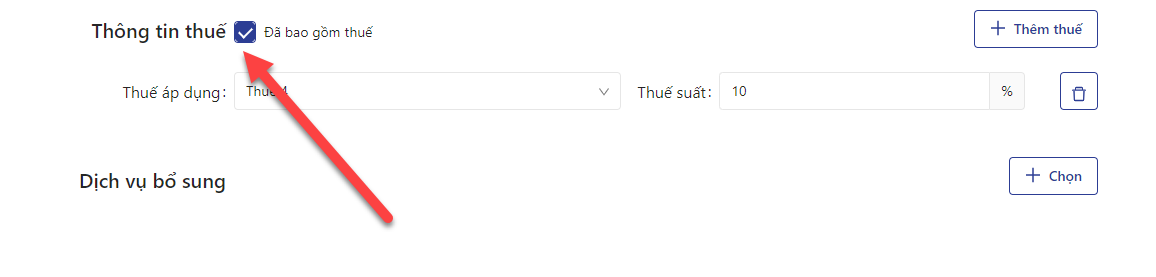 Thông tin thuế Đã bao gồm thuế Thêm thuế
Thuế áp dụng: Thuế 4 Thuế suất: 10 %
Dịch vụ bổ sung Chọn